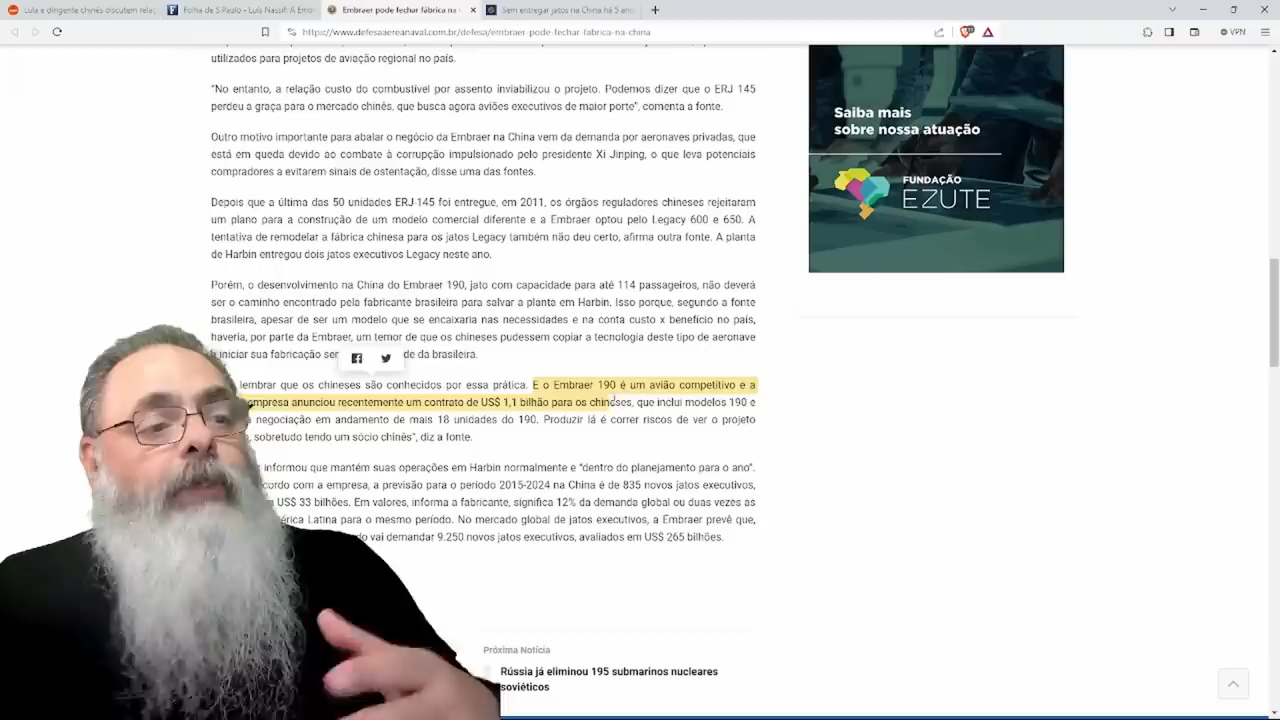 Lula e dirigente chinês discutem rela
Folha de S.Paulo - Luís Nassif: A Embr
Embraer pode fechar fábrica na
Sem entregar jatos na China há 5 ano
https://www.defesaaereanaval.com.br/defesa/embraer-pode-fechar-fabrica-na-china
VPN
utilizados para projetos de aviação regional no país.
"No entanto, a relação custo do combustível por assento inviabilizou o projeto. Podemos dizer que o ERJ 145
perdeu a graça para o mercado chinês, que busca agora aviões executivos de maior porte", comenta a fonte.
Outro motivo importante para abalar o negócio da Embraer na China vem da demanda por aeronaves privadas, que
está em queda devido ao combate à corrupção impulsionado pelo presidente Xi Jinping, o que leva potenciais
compradores a evitarem sinais de ostentação, disse uma das fontes.
Depois que a última das 50 unidades ERJ-145 foi entregue, em 2011, os órgãos reguladores chineses rejeitaram
um plano para a construção de um modelo comercial diferente e a Embraer optou pelo Legacy 600 e 650. A
tentativa de remodelar a fábrica chinesa para os jatos Legacy também não deu certo, afirma outra fonte. A planta
de Harbin entregou dois jatos executivos Legacy neste ano.
Porém, o desenvolvimento na China do Embraer 190, jato com capacidade para até 114 passageiros, não deverá
ser o caminho encontrado pela fabricante brasileira para salvar a planta em Harbin. Isso porque, segundo a fonte
brasileira, apesar de ser um modelo que se encaixaria nas necessidades e na conta custo x benefício no país,
haveria, por parte da Embraer, um temor de que os chineses pudessem copiar a tecnologia deste tipo de aeronave
iniciar sua fabricação de da brasileira.
lembrar que os chineses são conhecidos por essa prática. E o Embraer 190 é um avião competitivo e a
empresa anunciou recentemente um contrato de US$ 1,1 bilhão para os chineses, que inclui modelos 190 e
negociação em andamento de mais 18 unidades do 190. Produzir lá é correr riscos de ver o projeto
, sobretudo tendo um sócio chinês", diz a fonte.
informou que mantém suas operações em Harbin normalmente e "dentro do planejamento para o ano".
cordo com a empresa, a previsão para o período 2015-2024 na China é de 835 novos jatos executivos,
US$ 33 bilhões. Em valores, informa a fabricante, significa 12% da demanda global ou duas vezes as
érica Latina para o mesmo período. No mercado global de jatos executivos, a Embraer prevê que,
do vai demandar 9.250 novos jatos executivos, avaliados em US$ 265 bilhões.
Saiba mais
sobre nossa atuação
FUNDAÇÃO
EZUTE
Próxima Notícia
Rússia já eliminou 195 submarinos nucleares
soviéticos